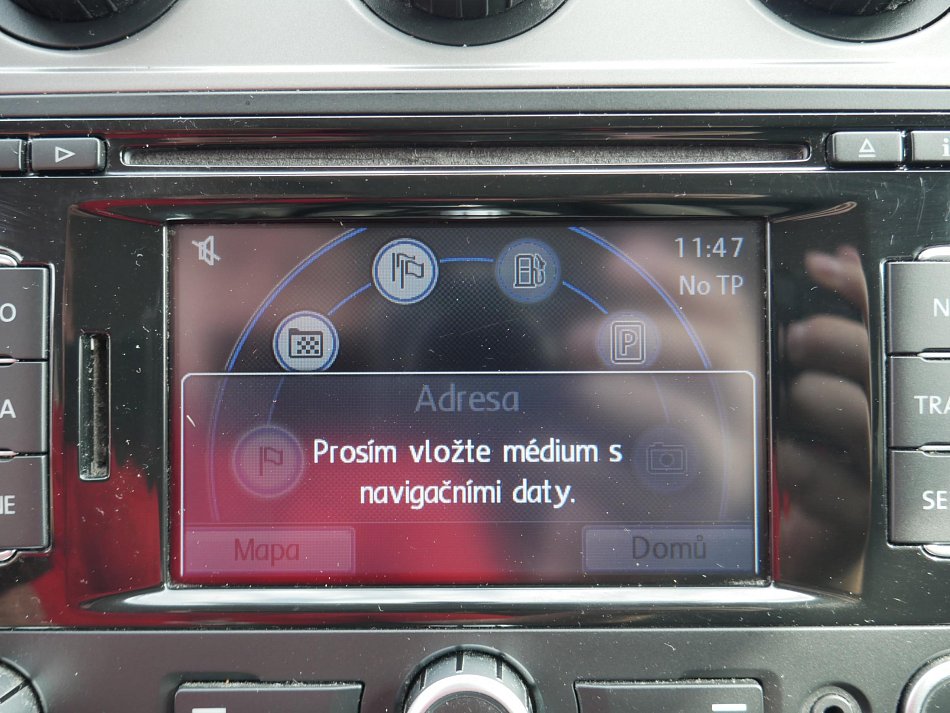 11:47
No TP
P
Adresa
Prosím vložte médium s
navigačními daty.
Mapa
Domů